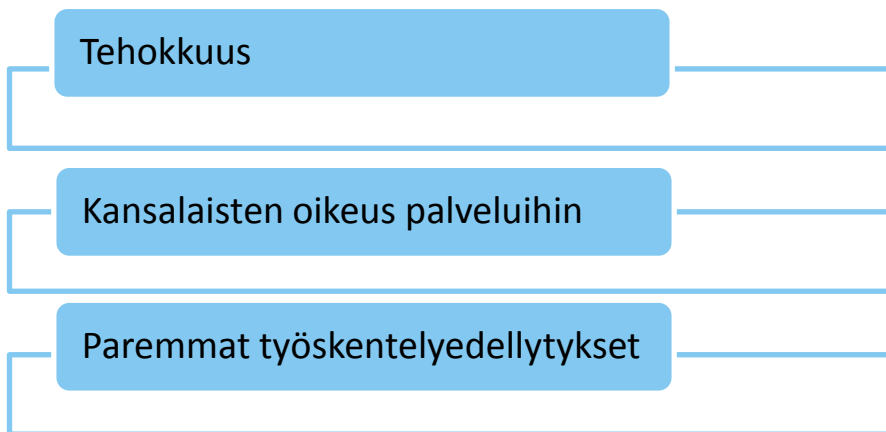 Tehokkuus
Kansalaisten oikeus palveluihin
Paremmat työskentelyedellytykset